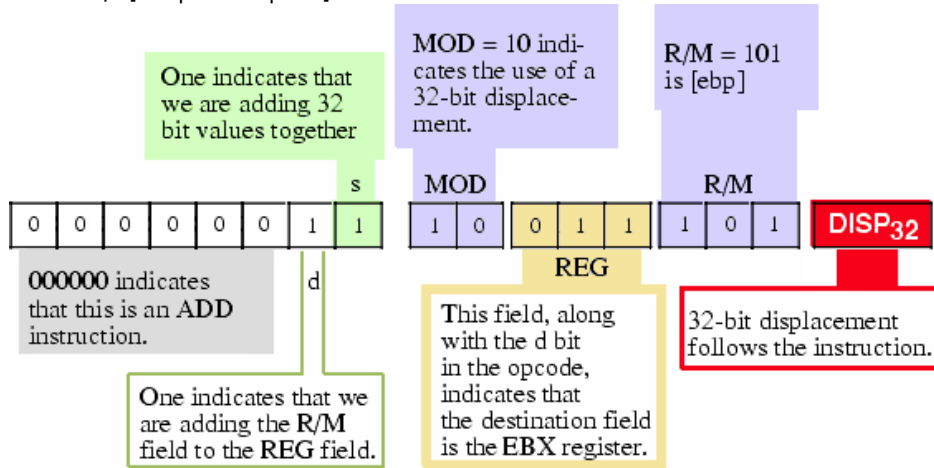 MOD = 10 indi-
cates the use of a
32-bit displace-
ment.
R/M = 101
is [ebp]
One indicates that
we are adding 32
bit values together
s
MOD
R/M
0 0 0 0 0 0 1 1 1 0 0 1 1 1 0 1 DISP32
REG
000000 indicates
that this is an ADD
instruction.
d
This field, along
with the d bit
in the opcode,
indicates that
the destination field
is the EBX register.
32-bit displacement
follows the instruction.
One indicates that we
are adding the R/M
field to the REG field.